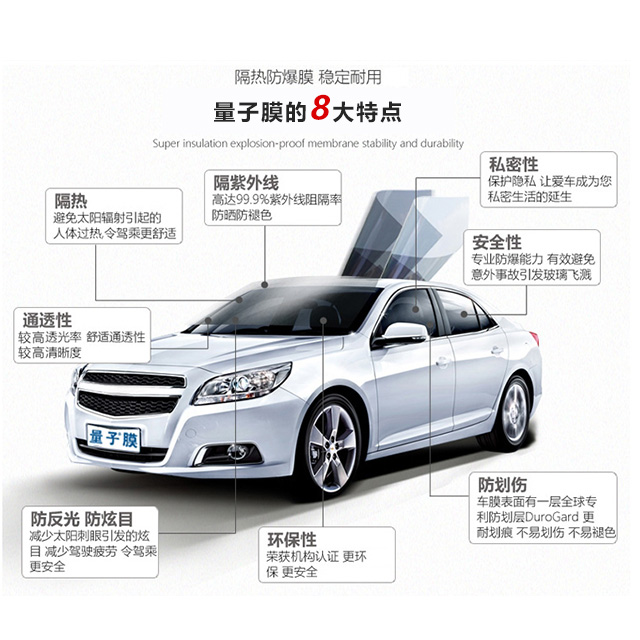 隔热防爆膜 稳定耐用
量子膜的8大特点
Super insulation explosion-proof membrane stability and durability
隔热
避免太阳辐射引起的
人体过热,令驾乘更舒适
隔紫外线
高达99.9%紫外线阻隔率
防晒防褪色
私密性
保护隐私 让爱车成为您
私密生活的延生
安全性
专业防爆能力 有效避免
意外事故引发玻璃飞溅
通透性
较高透光率 舒适通透性
较高清晰度
量子膜
防反光 防炫目
减少太阳刺眼引发的炫
目 减少驾驶疲劳 令驾乘
更安全
环保性
荣获机构认证 更环
保 更安全
防划伤
车膜表面有一层全球专
利防划层DuroGard 更
耐划痕 不易划伤 不易褪色